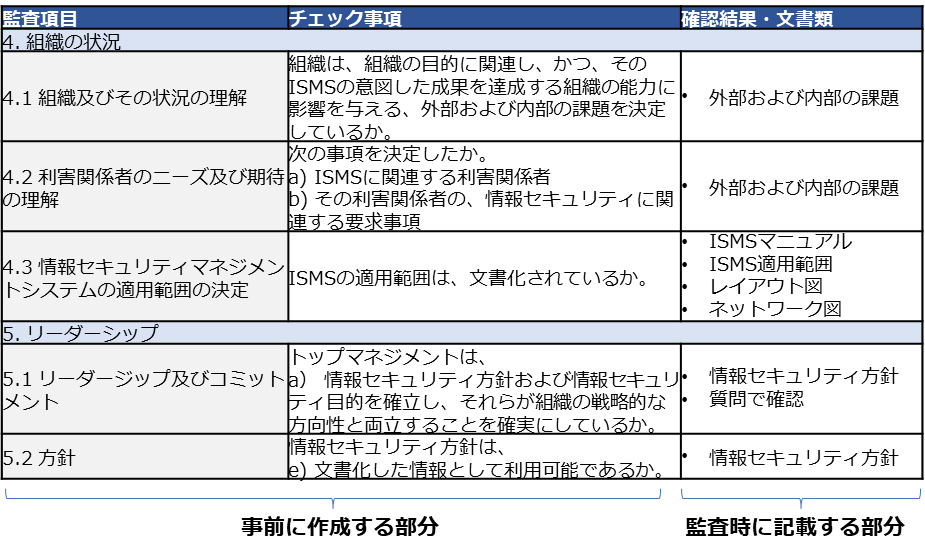 監査項目
チェック事項
確認結果・文書類
4. 組織の状況
4.1 組織及びその状況の理解
組織は、組織の目的に関連し、かつ、その
ISMSの意図した成果を達成する組織の能力に
影響を与える、外部および内部の課題を決定
しているか。
• 外部および内部の課題
4.2 利害関係者のニーズ及び期待
の理解
次の事項を決定したか。
a) ISMSに関連する利害関係者
b) その利害関係者の、情報セキュリティに関
連する要求事項
• 外部および内部の課題
4.3 情報セキュリティマネジメン
トシステムの適用範囲の決定
ISMSの適用範囲は、文書化されているか。
• ISMSマニュアル
• ISMS適用範囲
• レイアウト図
• ネットワーク図
5. リーダーシップ
5.1 リーダージップ及びコミット
メント
トップマネジメントは、
a） 情報セキュリティ方針および情報セキュリ
ティ目的を確立し、それらが組織の戦略的な
方向性と両立することを確実にしているか。
• 情報セキュリティ方針
• 質問で確認
5.2 方針
情報セキュリティ方針は、
e) 文書化した情報として利用可能であるか。
• 情報セキュリティ方針
事前に作成する部分
監査時に記載する部分